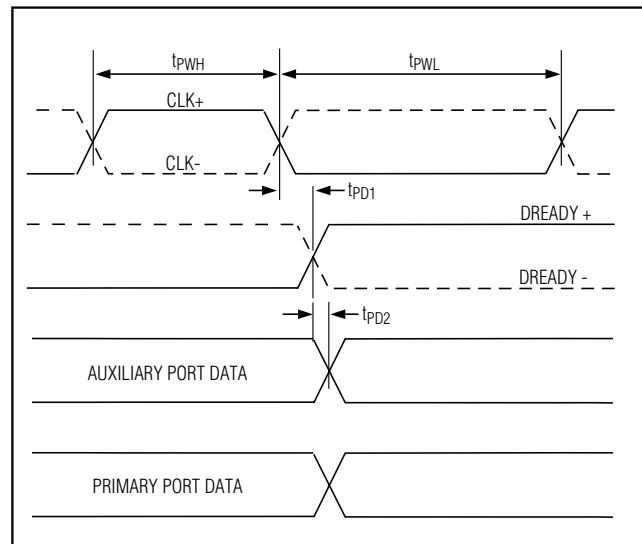 tPWH
tPWL
CLK+
CLK-
tPD1
DREADY +
DREADY -
tPD2
AUXILIARY PORT DATA
PRIMARY PORT DATA